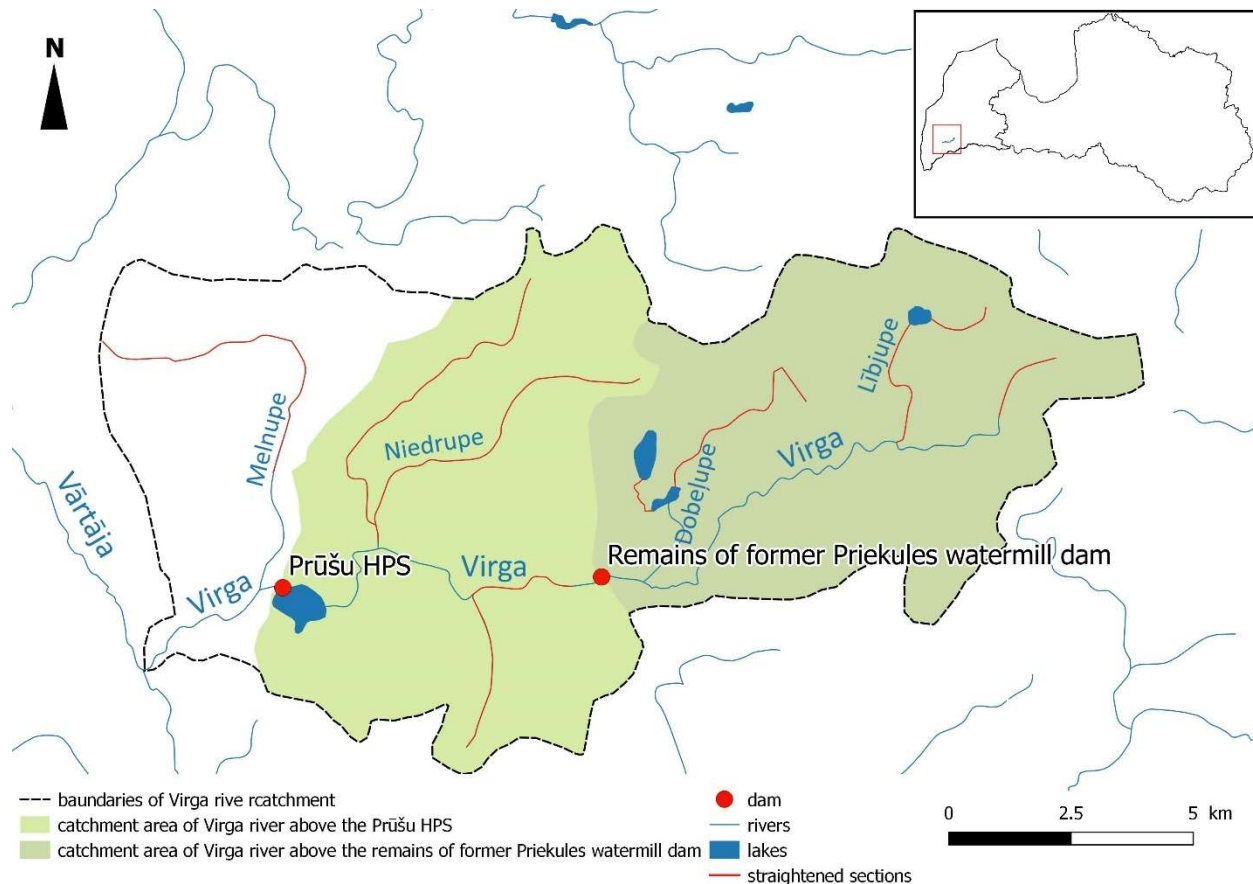 N
Lībjupe
Melnupe
Niedrupe
Virga
Dobeļupe
Vārtāja
Remains of former Priekules watermill dam
Prūšu HPS
Virga
Virga
baundaries of Virga rive rcatchment
catchment area of Virga river above the Prūšu HPS
catchment area of Virga river above the remains of former Priekules watermill dam
dam
rivers
lakes
straightened sections
0 2.5 5 km